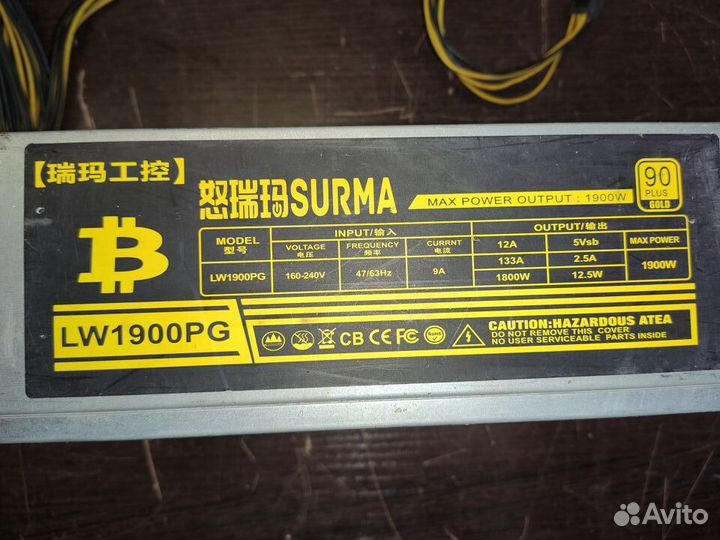 【瑞玛工控】
怒瑞玛SURMA
MAX POWER OUTPUT : 1900W
90
PLUS
GOLD
MODEL
型号
INPUT/输入
OUTPUT/输出
VOLTAGE
电压
FREQUENCY
频率
CURRNT
电流
12A
5Vsb
MAX POWER
LW1900PG
160-240V
47/63Hz
9A
133A
2.5A
1900W
1800W
12.5W
LW1900PG
CB CE FC
RoHS
CAUTION:HAZARDOUS ATEA
DO NOT REMOVE THIS COVER
NO USER SERVICEABLE PARTS INSIDE
Avito